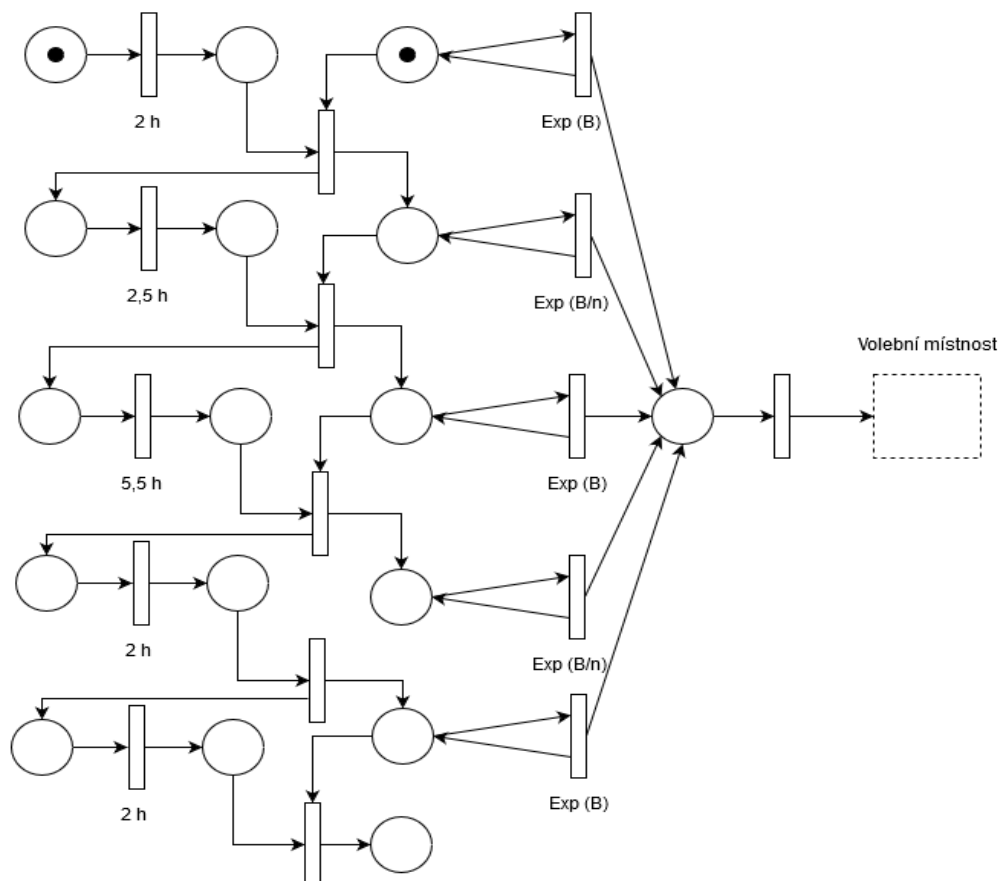 2 h
Exp (B)
2,5 h
Exp (B/n)
Volební místnost
5,5 h
Exp (B)
2 h
Exp (B/n)
2 h
Exp (B)